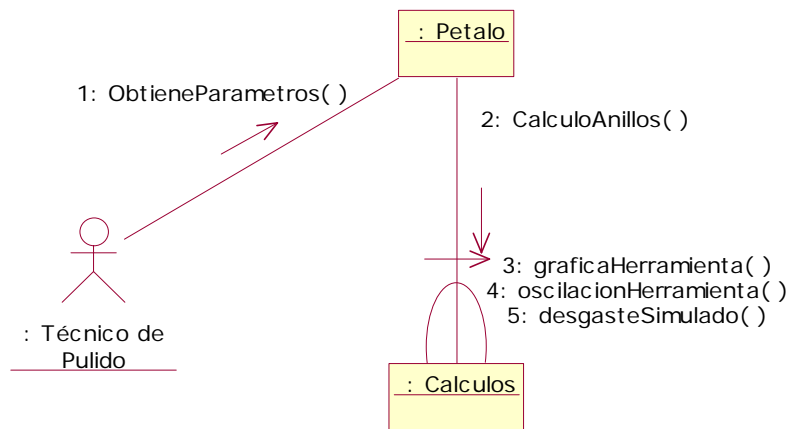 : Petalo
1: ObtieneParametros( )
2: CalculoAnillos( )
3: graficaHerramienta( )
4: oscilacionHerramienta( )
5: desgasteSimulado( )
: Técnico de
Pulido
: Calculos